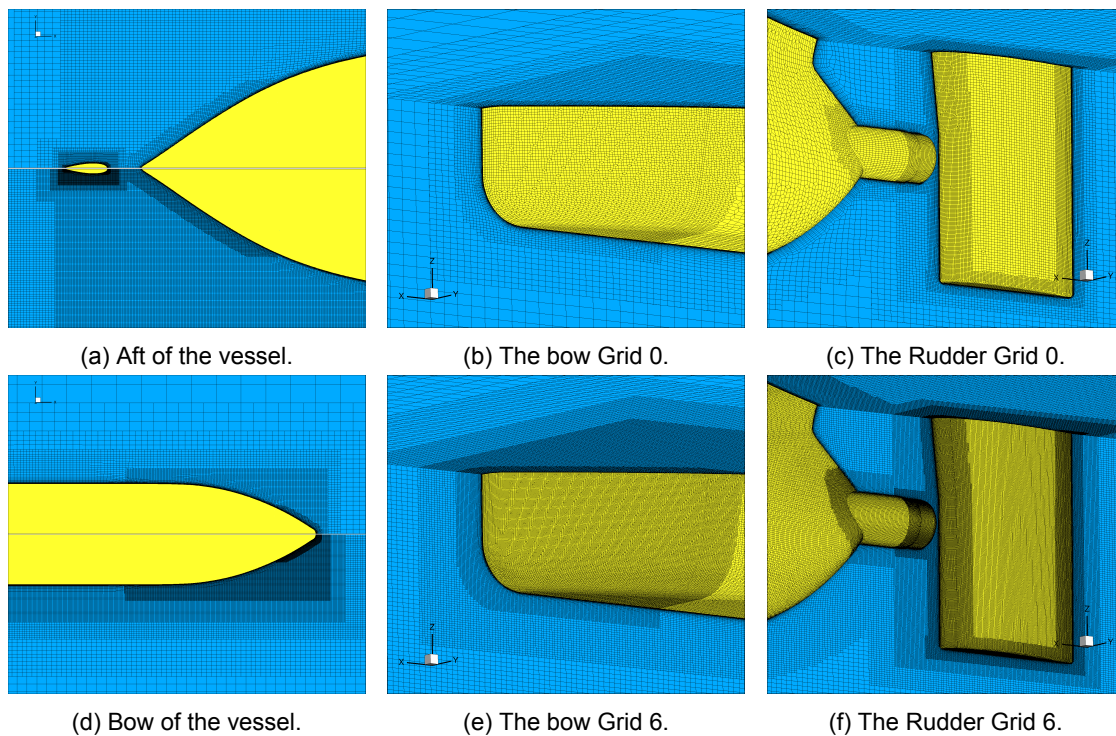 (a) Aft of the vessel.
Z
X
Y
(b) The bow Grid 0.
Z
X
Y
(c) The Rudder Grid 0.
(d) Bow of the vessel.
Z
X
Y
(e) The bow Grid 6.
Z
X
Y
(f) The Rudder Grid 6.